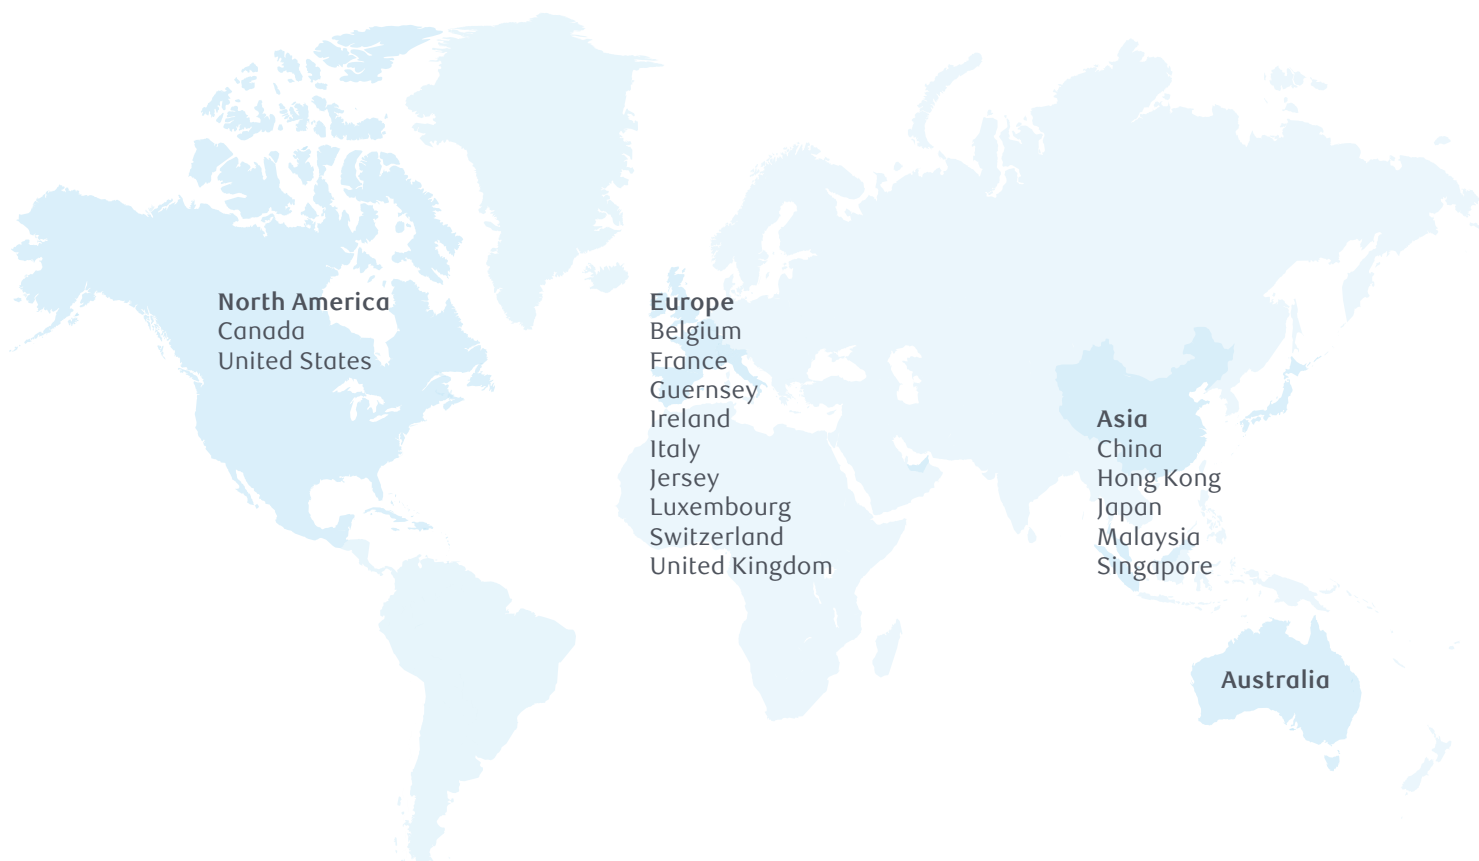 North America
Canada
United States
Europe
Belgium
France
Guernsey
Ireland
Italy
Jersey
Luxembourg
Switzerland
United Kingdom
Asia
China
Hong Kong
Japan
Malaysia
Singapore
Australia